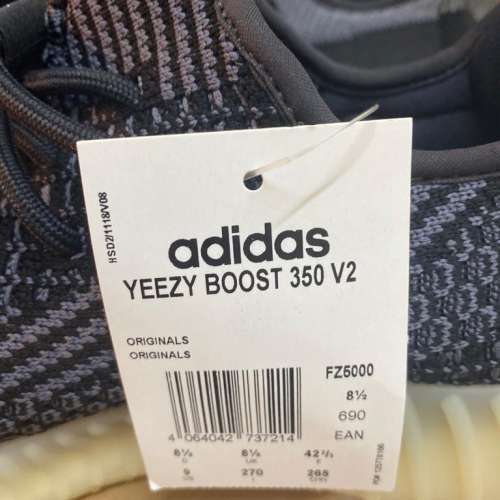 HSD2/1118/V08
adidas
YEEZY BOOST 350 V2
ORIGINALS
ORIGINALS
FZ5000
8½
690
EAN
4 064042 737214
8½ 8½ 42⅔
9 270 265
US